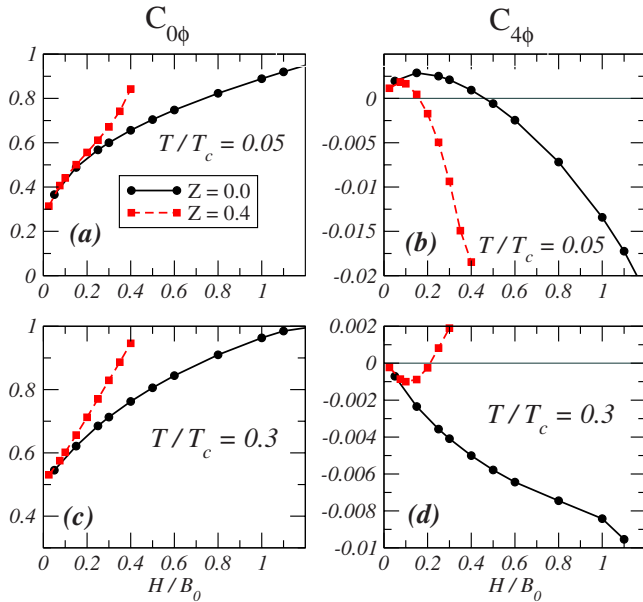 C0ϕ C4ϕ
1
0.8
0.6
0.4
0.2
0
T/Tc = 0.05
Z = 0.0
Z = 0.4
(a)
0 0.2 0.4 0.6 0.8 1
0
-0.005
-0.01
-0.015
-0.02
(b) T/Tc = 0.05
0 0.2 0.4 0.6 0.8 1
1
0.8
0.6
0.4
T/Tc = 0.3
(c)
0 0.2 0.4 0.6 0.8 1
H/B0
0.002
0
-0.002
-0.004
-0.006
-0.008
-0.01
T/Tc = 0.3
(d)
0 0.2 0.4 0.6 0.8 1
H/B0